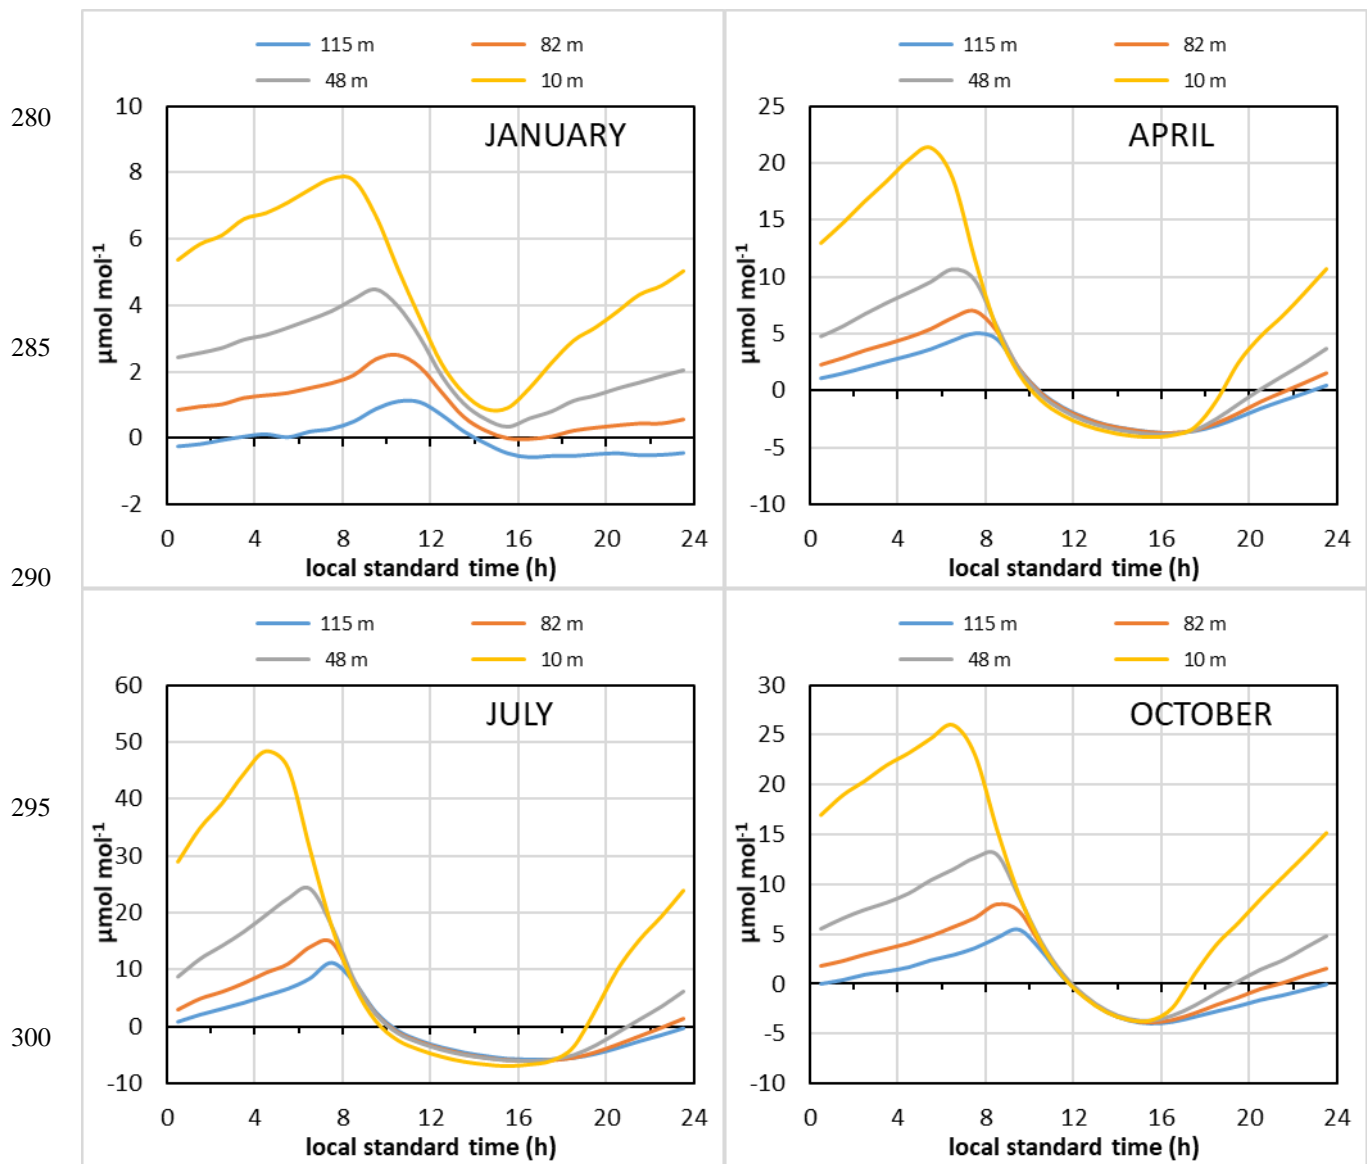 115 m 82 m
48 m 10 m
JANUARY
10
8
6
4
2
0
-2
µmol mol-1
0 4 8 12 16 20 24
local standard time (h)
115 m 82 m
48 m 10 m
APRIL
25
20
15
10
5
0
-5
-10
µmol mol-1
0 4 8 12 16 20 24
local standard time (h)
115 m 82 m
48 m 10 m
JULY
60
50
40
30
20
10
0
-10
µmol mol-1
0 4 8 12 16 20 24
local standard time (h)
115 m 82 m
48 m 10 m
OCTOBER
30
25
20
15
10
5
0
-5
-10
µmol mol-1
0 4 8 12 16 20 24
local standard time (h)
280
285
290
295
300